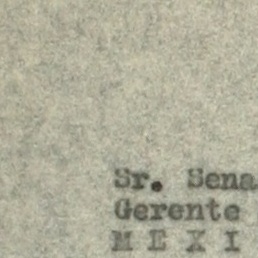 Sr. Sena
Gerente
M E X I